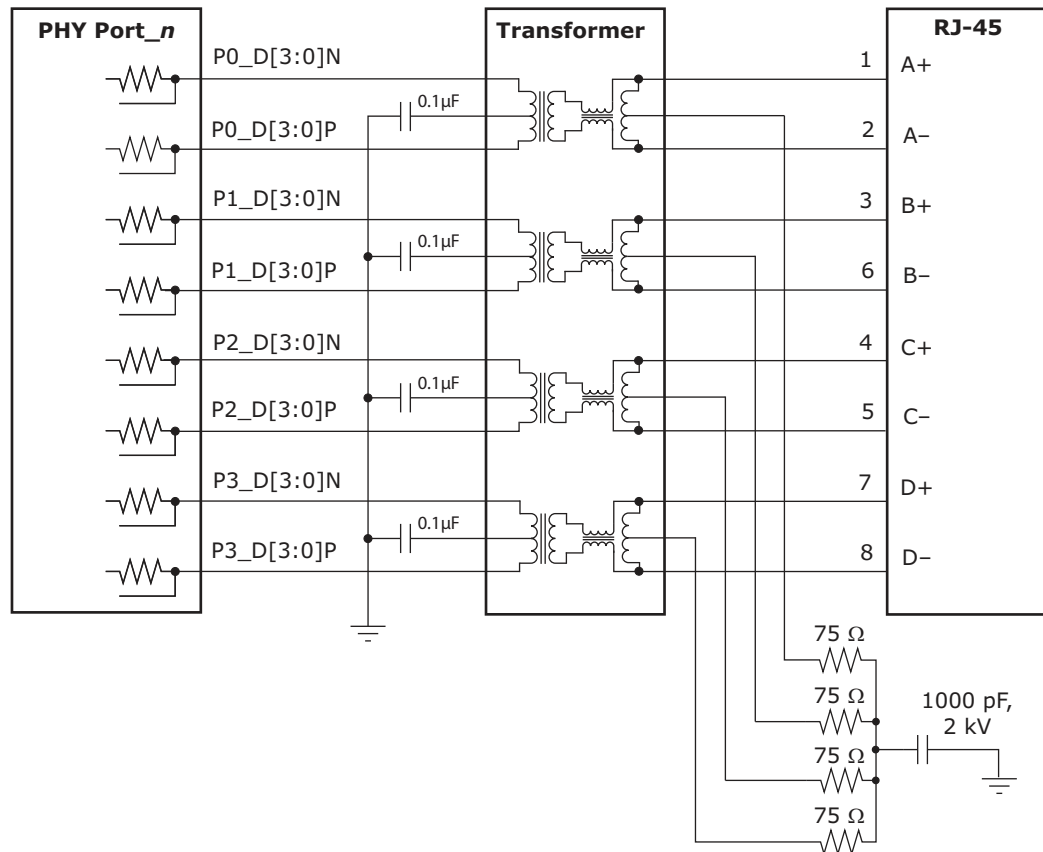 PHY Port_n
Transformer
RJ-45
P0_D[3:0]N
1
A+
0.1µF
P0_D[3:0]P
2
A–
P1_D[3:0]N
3
B+
0.1µF
P1_D[3:0]P
6
B–
P2_D[3:0]N
4
C+
0.1µF
P2_D[3:0]P
5
C–
P3_D[3:0]N
7
D+
0.1µF
P3_D[3:0]P
8
D–
75 Ω
75 Ω
1000 pF,
2 kV
75 Ω
75 Ω